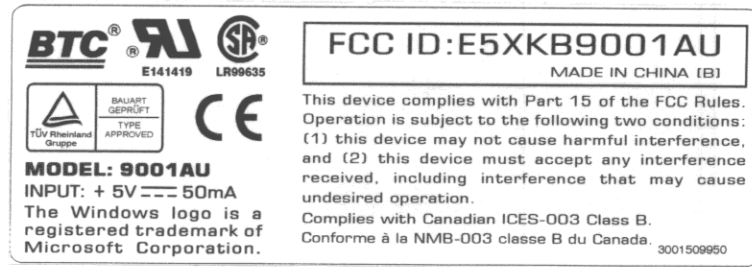 BTC®
®
RU
SA®
E141419
LR99635
TÜV Rheinland
Gruppe
BAUART
GEPRÜFT
TYPE
APPROVED
CE
MODEL: 9001AU
INPUT: + 5V 50mA
The Windows logo is a
registered trademark of
Microsoft Corporation.
FCC ID:E5XKB9001AU
MADE IN CHINA (B)
This device complies with Part 15 of the FCC Rules.
Operation is subject to the following two conditions:
(1) this device may not cause harmful interference,
and (2) this device must accept any interference
received, including interference that may cause
undesired operation.
Complies with Canadian ICES-003 Class B.
Conforme à la NMB-003 classe B du Canada.
3001509950